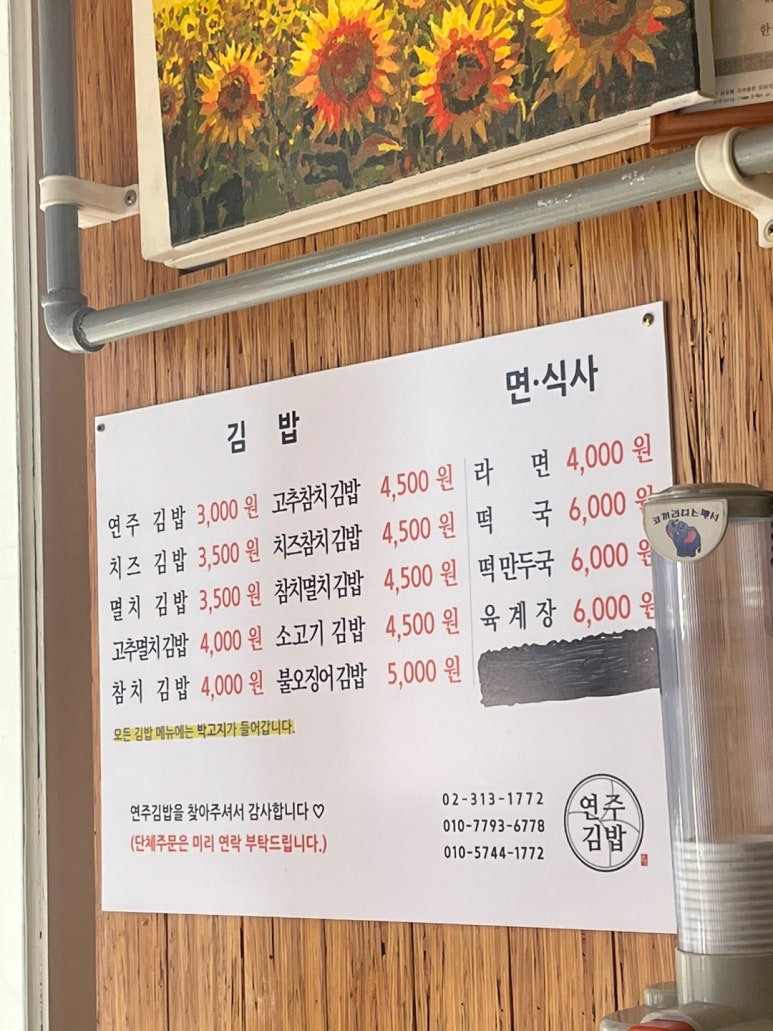 김 밥
연주 김밥 3,000 원
치즈 김밥 3,500 원
멸치 김밥 3,500 원
고추멸치김밥 4,000 원
참치 김밥 4,000 원
고추참치김밥 4,500 원
치즈참치김밥 4,500 원
참치멸치김밥 4,500 원
소고기 김밥 4,500 원
불오징어김밥 5,000 원
면·식사
라 면 4,000 원
떡 국 6,000 원
떡만두국 6,000 원
육계장 6,000 원
모든 김밥 메뉴에는 박고지가 들어갑니다.
연주김밥을 찾아주셔서 감사합니다 ♡
(단체주문은 미리 연락 부탁드립니다.)
02-313-1772
010-7793-6778
010-5744-1772
연주
김밥